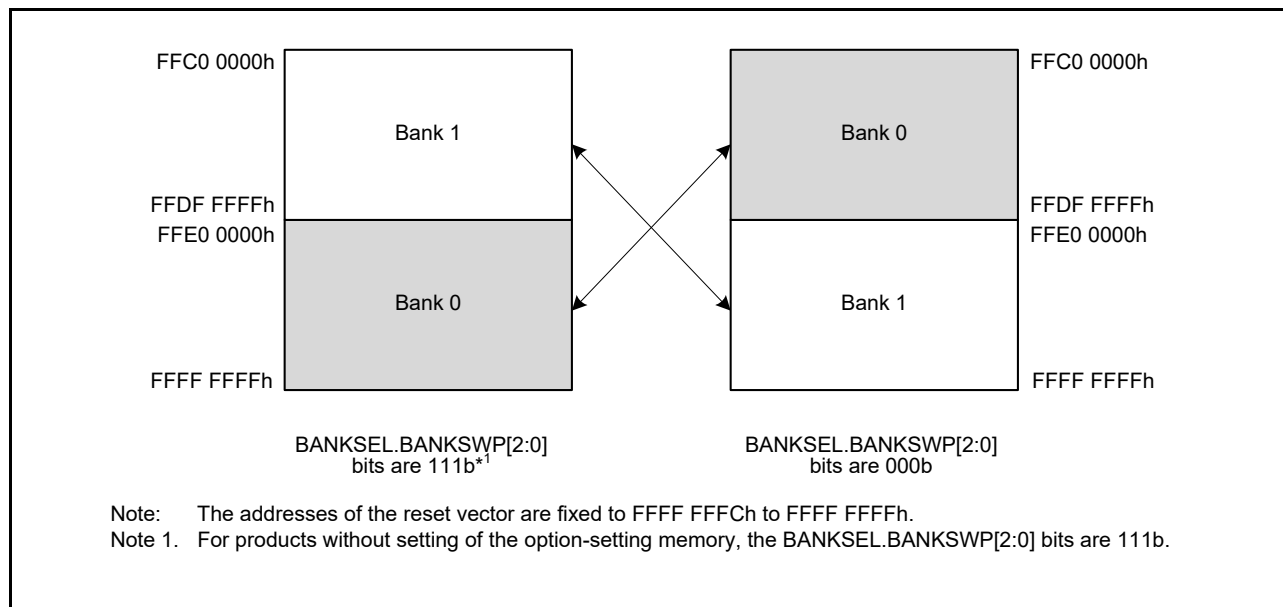 FFC0 0000h
Bank 1
FFDF FFFFh
FFE0 0000h
Bank 0
FFFF FFFFh
BANKSEL.BANKSWP[2:0]
bits are 111b*1
FFC0 0000h
Bank 0
FFDF FFFFh
FFE0 0000h
Bank 1
FFFF FFFFh
BANKSEL.BANKSWP[2:0]
bits are 000b
Note: The addresses of the reset vector are fixed to FFFF FFFCh to FFFF FFFFh.
Note 1. For products without setting of the option-setting memory, the BANKSEL.BANKSWP[2:0] bits are 111b.